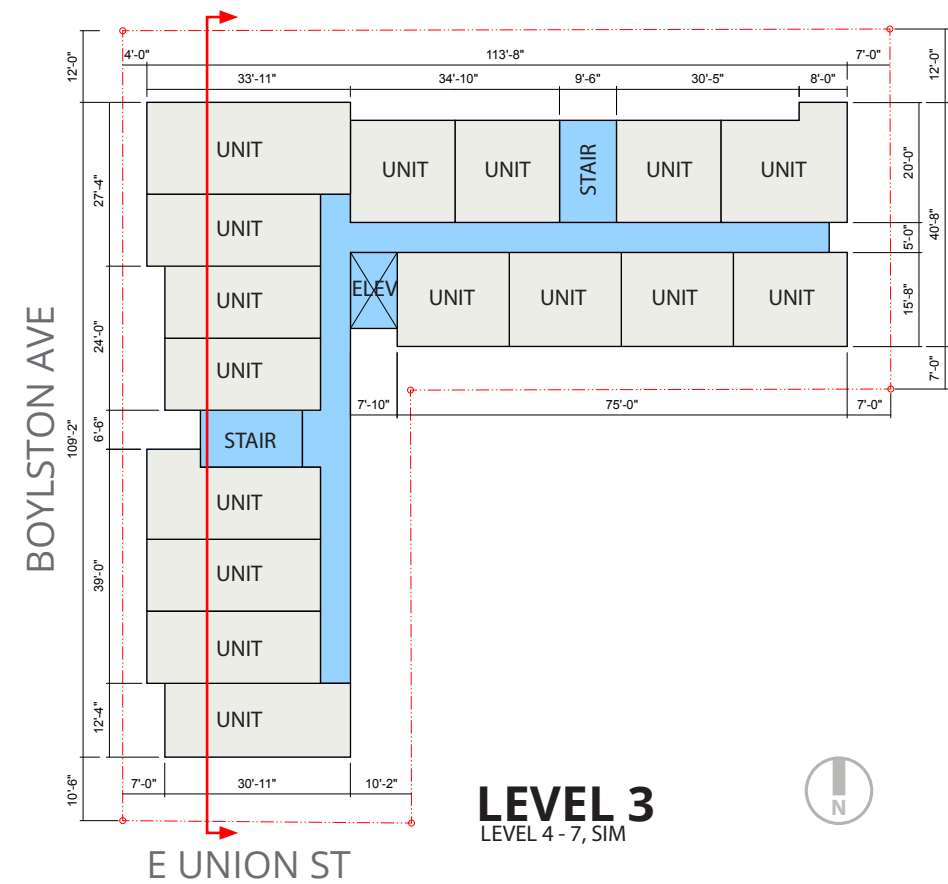 12'-0"
4'-0"
113'-8"
7'-0"
12'-0"
33'-11"
34'-10"
9'-6"
30'-5"
8'-0"
UNIT
UNIT
UNIT
STAIR
UNIT
UNIT
20'-0"
27'-4"
UNIT
5'-0"
40'-8"
UNIT
ELEV
UNIT
UNIT
UNIT
UNIT
15'-8"
24'-0"
UNIT
7'-0"
7'-10"
75'-0"
7'-0"
BOYLSTON AVE
109'-2"
6'-6"
STAIR
UNIT
39'-0"
UNIT
UNIT
12'-4"
UNIT
10'-6"
7'-0"
30'-11"
10'-2"
LEVEL 3
LEVEL 4 - 7, SIM
N
E UNION ST